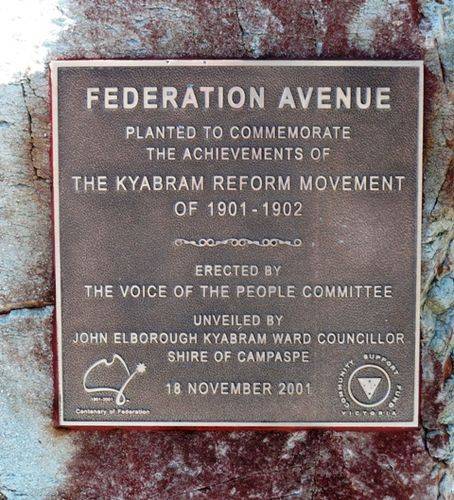 FEDERATION AVENUE
PLANTED TO COMMEMORATE
THE ACHIEVEMENTS OF
THE KYABRAM REFORM MOVEMENT
OF 1901-1902
ERECTED BY
THE VOICE OF THE PEOPLE COMMITTEE
UNVEILED BY
JOHN ELBOROUGH KYABRAM WARD COUNCILLOR
SHIRE OF CAMPASPE
18 NOVEMBER 2001
1901-2001
Centenary of Federation
COMMUNITY SUPPORT FUND
VICTORIA